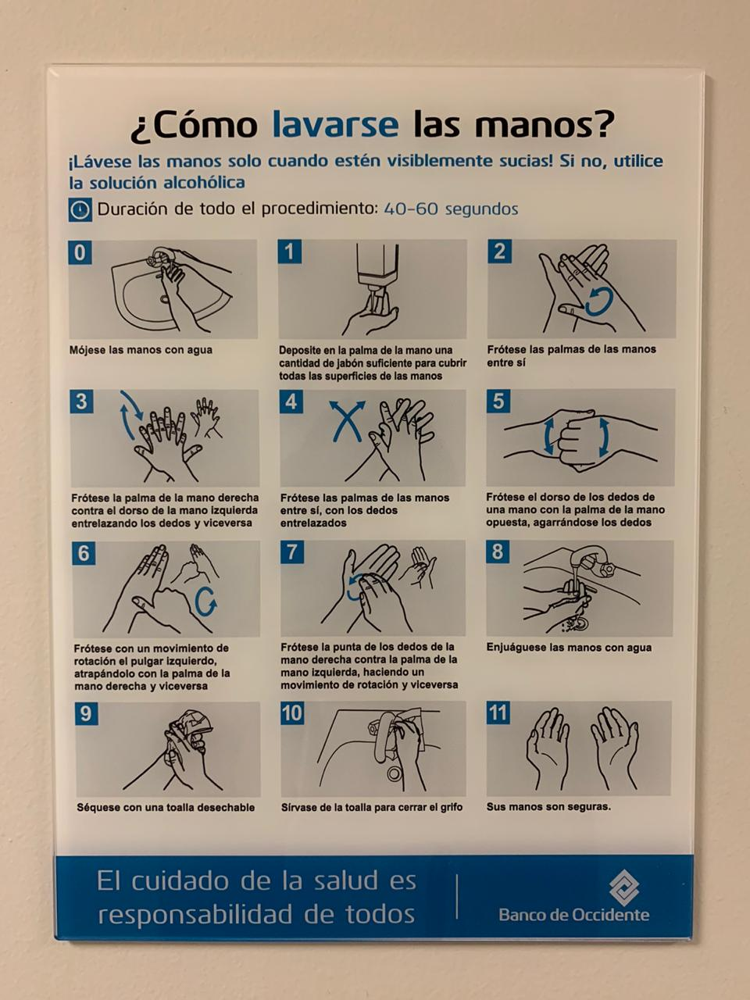 ¿Cómo lavarse las manos?
¡Lávese las manos solo cuando estén visiblemente sucias! Si no, utilice
la solución alcohólica
Duración de todo el procedimiento: 40-60 segundos
0
Mójese las manos con agua
1
Deposite en la palma de la mano una
cantidad de jabón suficiente para cubrir
todas las superficies de las manos
2
Frótese las palmas de las manos
entre sí
3
Frótese la palma de la mano derecha
contra el dorso de la mano izquierda
entrelazando los dedos y viceversa
4
Frótese las palmas de las manos
entre sí, con los dedos
entrelazados
5
Frótese el dorso de los dedos de
una mano con la palma de la mano
opuesta, agarrándose los dedos
6
Frótese con un movimiento de
rotación el pulgar izquierdo,
atrapándolo con la palma de la
mano derecha y viceversa
7
Frótese la punta de los dedos de la
mano derecha contra la palma de la
mano izquierda, haciendo un
movimiento de rotación y viceversa
8
Enjuáguese las manos con agua
9
Séquese con una toalla desechable
10
Sírvase de la toalla para cerrar el grifo
11
Sus manos son seguras.
El cuidado de la salud es
responsabilidad de todos
Banco de Occidente